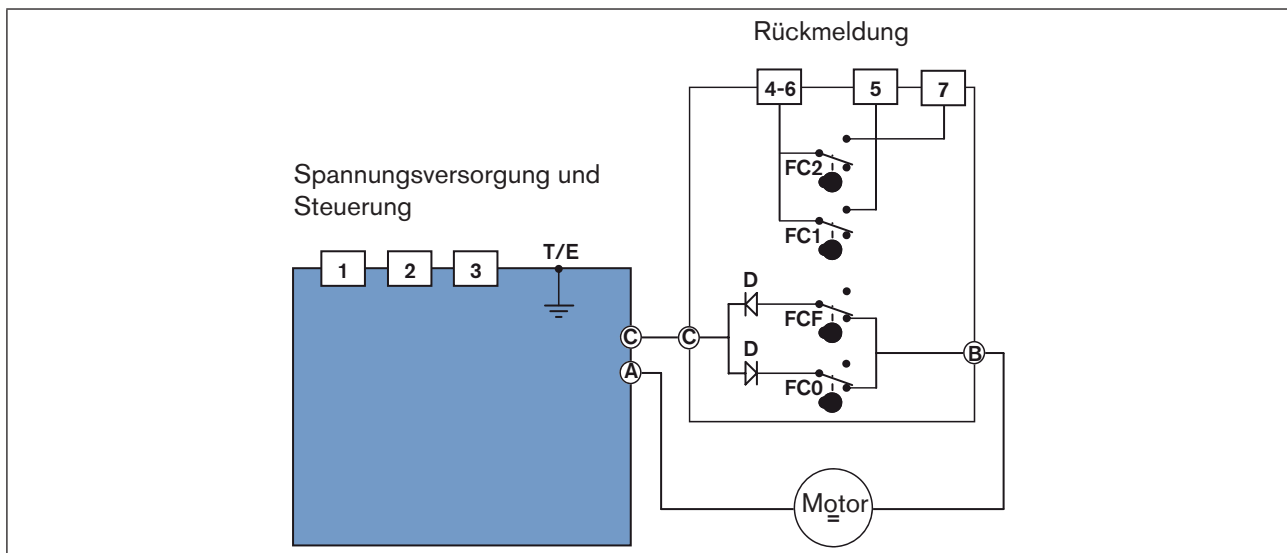 Rückmeldung
4-6 5 7
FC2
Spannungsversorgung und
Steuerung
FC1
1 2 3 T/E
D
FCF
C C
D
B
A
FC0
Motor
=